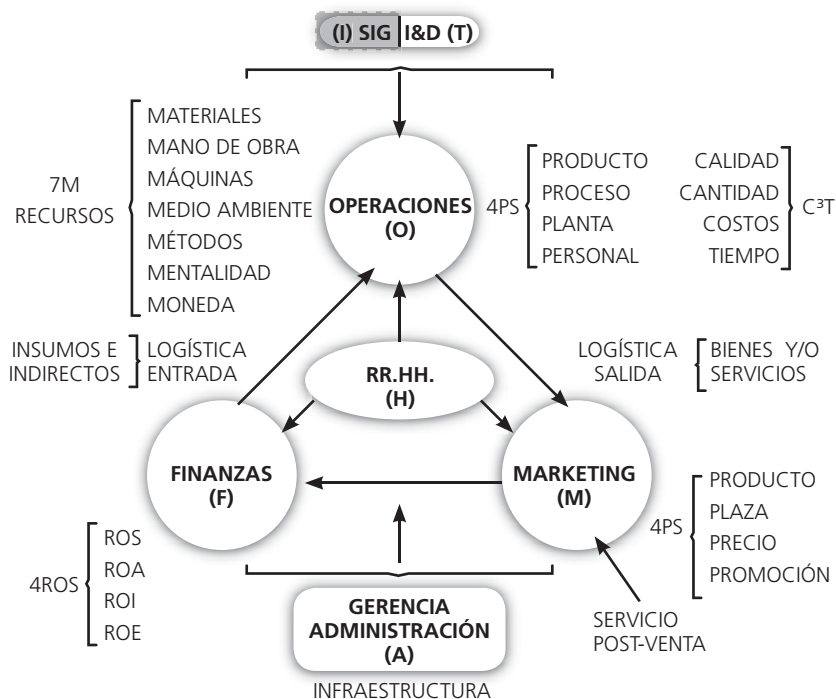 (I) SIG I&D (T)
7M
RECURSOS
MATERIALES
MANO DE OBRA
MÁQUINAS
MEDIO AMBIENTE
MÉTODOS
MENTALIDAD
MONEDA
OPERACIONES
(O)
4PS
PRODUCTO
PROCESO
PLANTA
PERSONAL
CALIDAD
CANTIDAD
COSTOS
TIEMPO
C³T
INSUMOS E
INDIRECTOS
LOGÍSTICA
ENTRADA
RR.HH.
(H)
LOGÍSTICA
SALIDA
BIENES Y/O
SERVICIOS
FINANZAS
(F)
MARKETING
(M)
4PS
PRODUCTO
PLAZA
PRECIO
PROMOCIÓN
4ROS
ROS
ROA
ROI
ROE
GERENCIA
ADMINISTRACIÓN
(A)
INFRAESTRUCTURA
SERVICIO
POST-VENTA